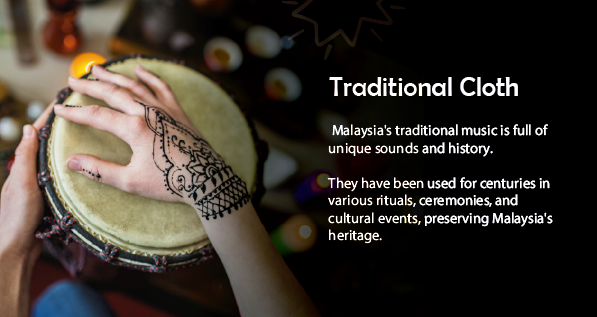 Traditional Cloth
Malaysia's traditional music is full of
unique sounds and history.
They have been used for centuries in
various rituals, ceremonies, and
cultural events, preserving Malaysia's
heritage.